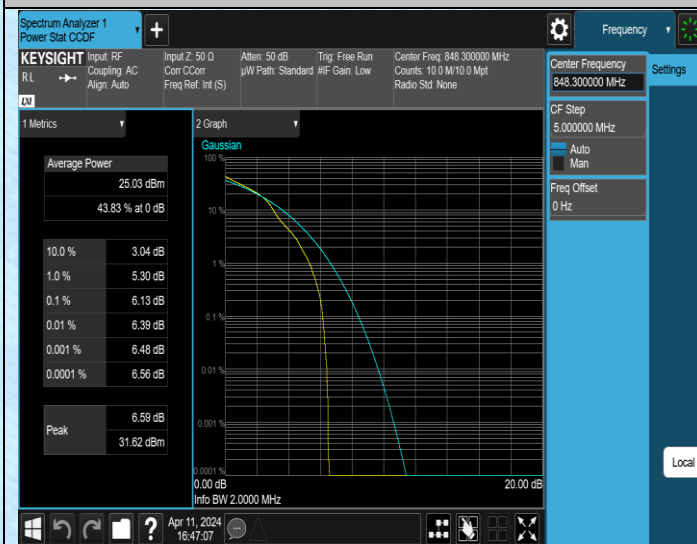 Spectrum Analyzer 1
Power Stat CCDF
+
Frequency
KEYSIGHT
RL
LXI
Input: RF
Coupling: AC
Align: Auto
Input Z: 50 Ω
Corr CCorr
Freq Ref: Int (S)
Atten: 50 dB
µW Path: Standard
Trig: Free Run
#IF Gain: Low
Center Freq: 848.300000 MHz
Counts: 10.0 M/10.0 Mpt
Radio Std: None
Center Frequency
848.300000 MHz
Settings
CF Step
5.000000 MHz
Auto
Man
Freq Offset
0 Hz
1 Metrics
Average Power
25.03 dBm
43.83 % at 0 dB
10.0 % 3.04 dB
1.0 % 5.30 dB
0.1 % 6.13 dB
0.01 % 6.39 dB
0.001 % 6.48 dB
0.0001 % 6.56 dB
Peak
6.59 dB
31.62 dBm
2 Graph
Gaussian
100 %
10 %
1 %
0.1 %
0.01 %
0.001 %
0.0001 %
0.00 dB 20.00 dB
Info BW 2.0000 MHz
Local
?
Apr 11, 2024
16:47:07